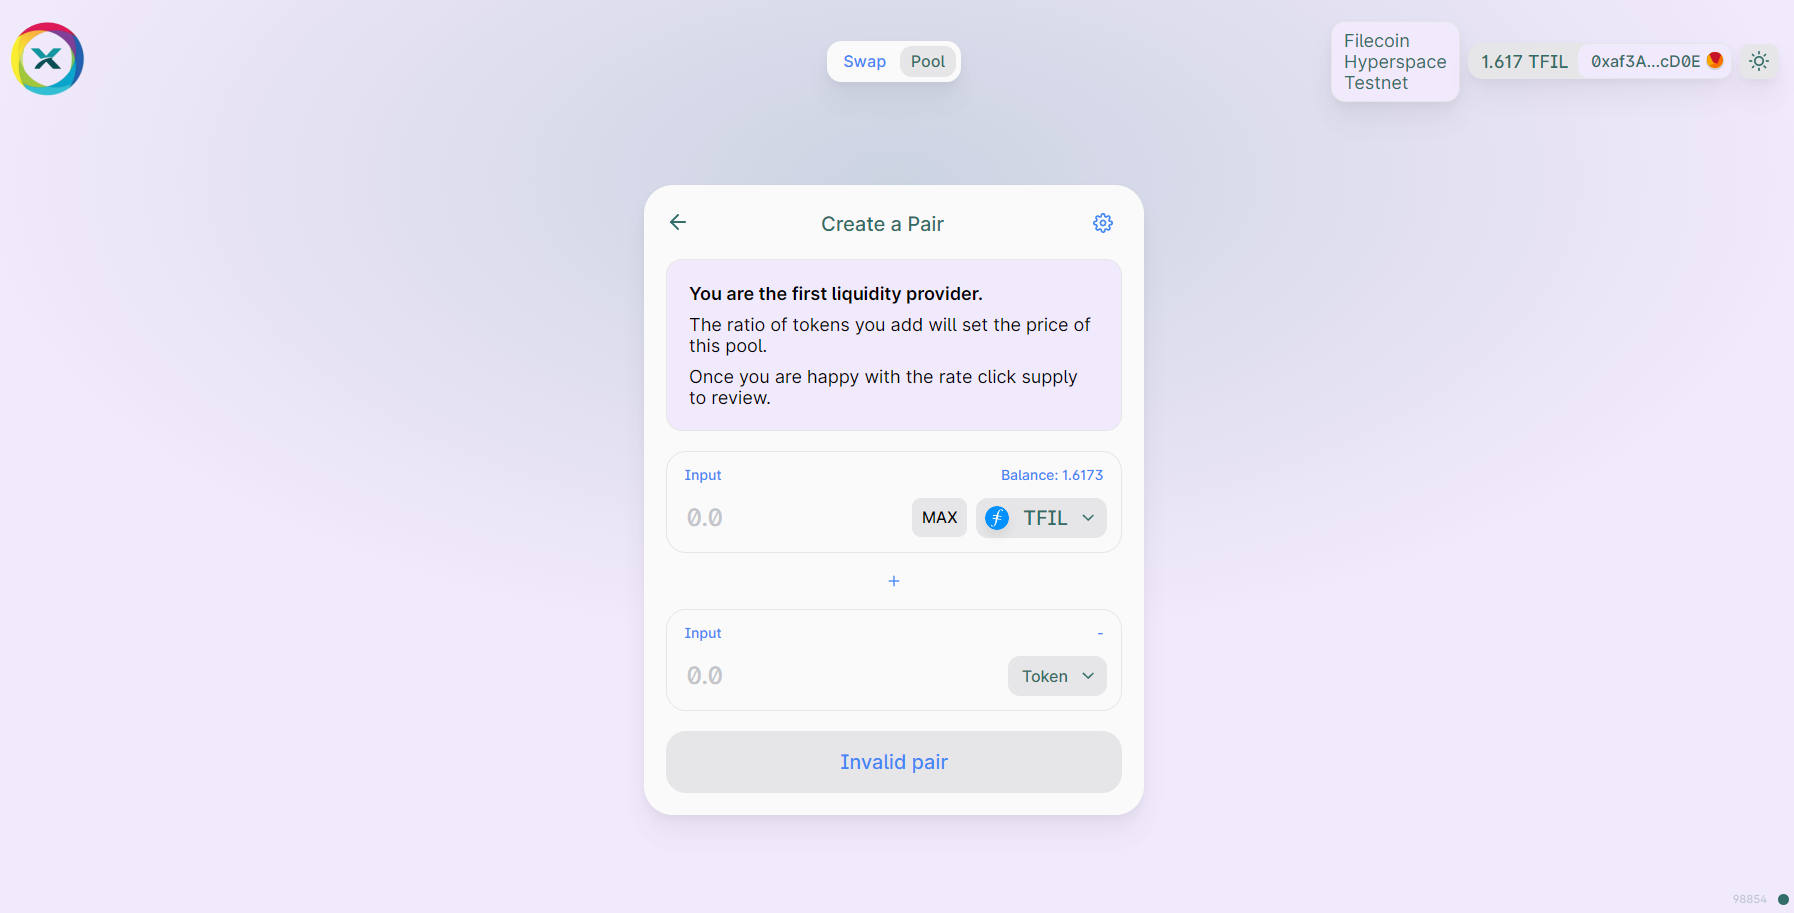 Swap
Pool
Filecoin
Hyperspace
Testnet
1.617 TFIL
0xaf3A...cD0E
Create a Pair
You are the first liquidity provider.
The ratio of tokens you add will set the price of
this pool.
Once you are happy with the rate click supply
to review.
Input
Balance: 1.6173
0.0
MAX
TFIL
+
Input
-
0.0
Token
Invalid pair
98854